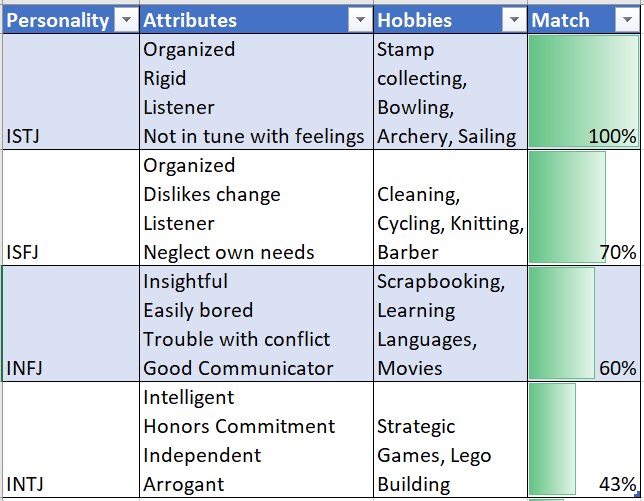 Personality Attributes Hobbies Match
Organized
Rigid
Listener
Not in tune with feelings
Stamp
collecting,
Bowling,
Archery, Sailing
ISTJ
100%
Organized
Dislikes change
Listener
Neglect own needs
Cleaning,
Cycling, Knitting,
Barber
ISFJ
70%
Insightful
Easily bored
Trouble with conflict
Good Communicator
Scrapbooking,
Learning
Languages,
Movies
INFJ
60%
Intelligent
Honors Commitment
Independent
Arrogant
Strategic
Games, Lego
Building
INTJ
43%